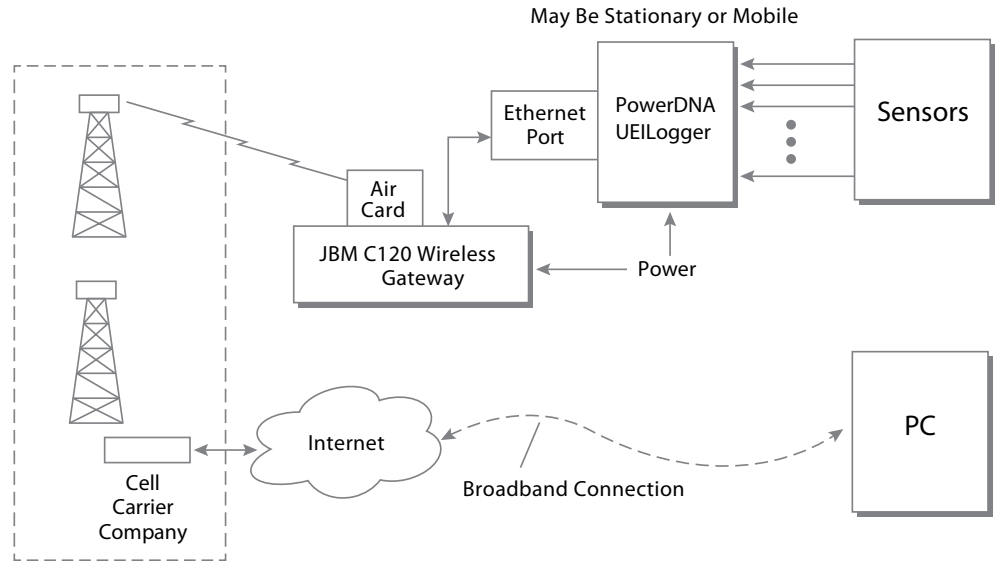 May Be Stationary or Mobile
Ethernet
Port
PowerDNA
UEILogger
Sensors
Air
Card
JBM C120 Wireless
Gateway
Power
Internet
PC
Broadband Connection
Cell
Carrier
Company